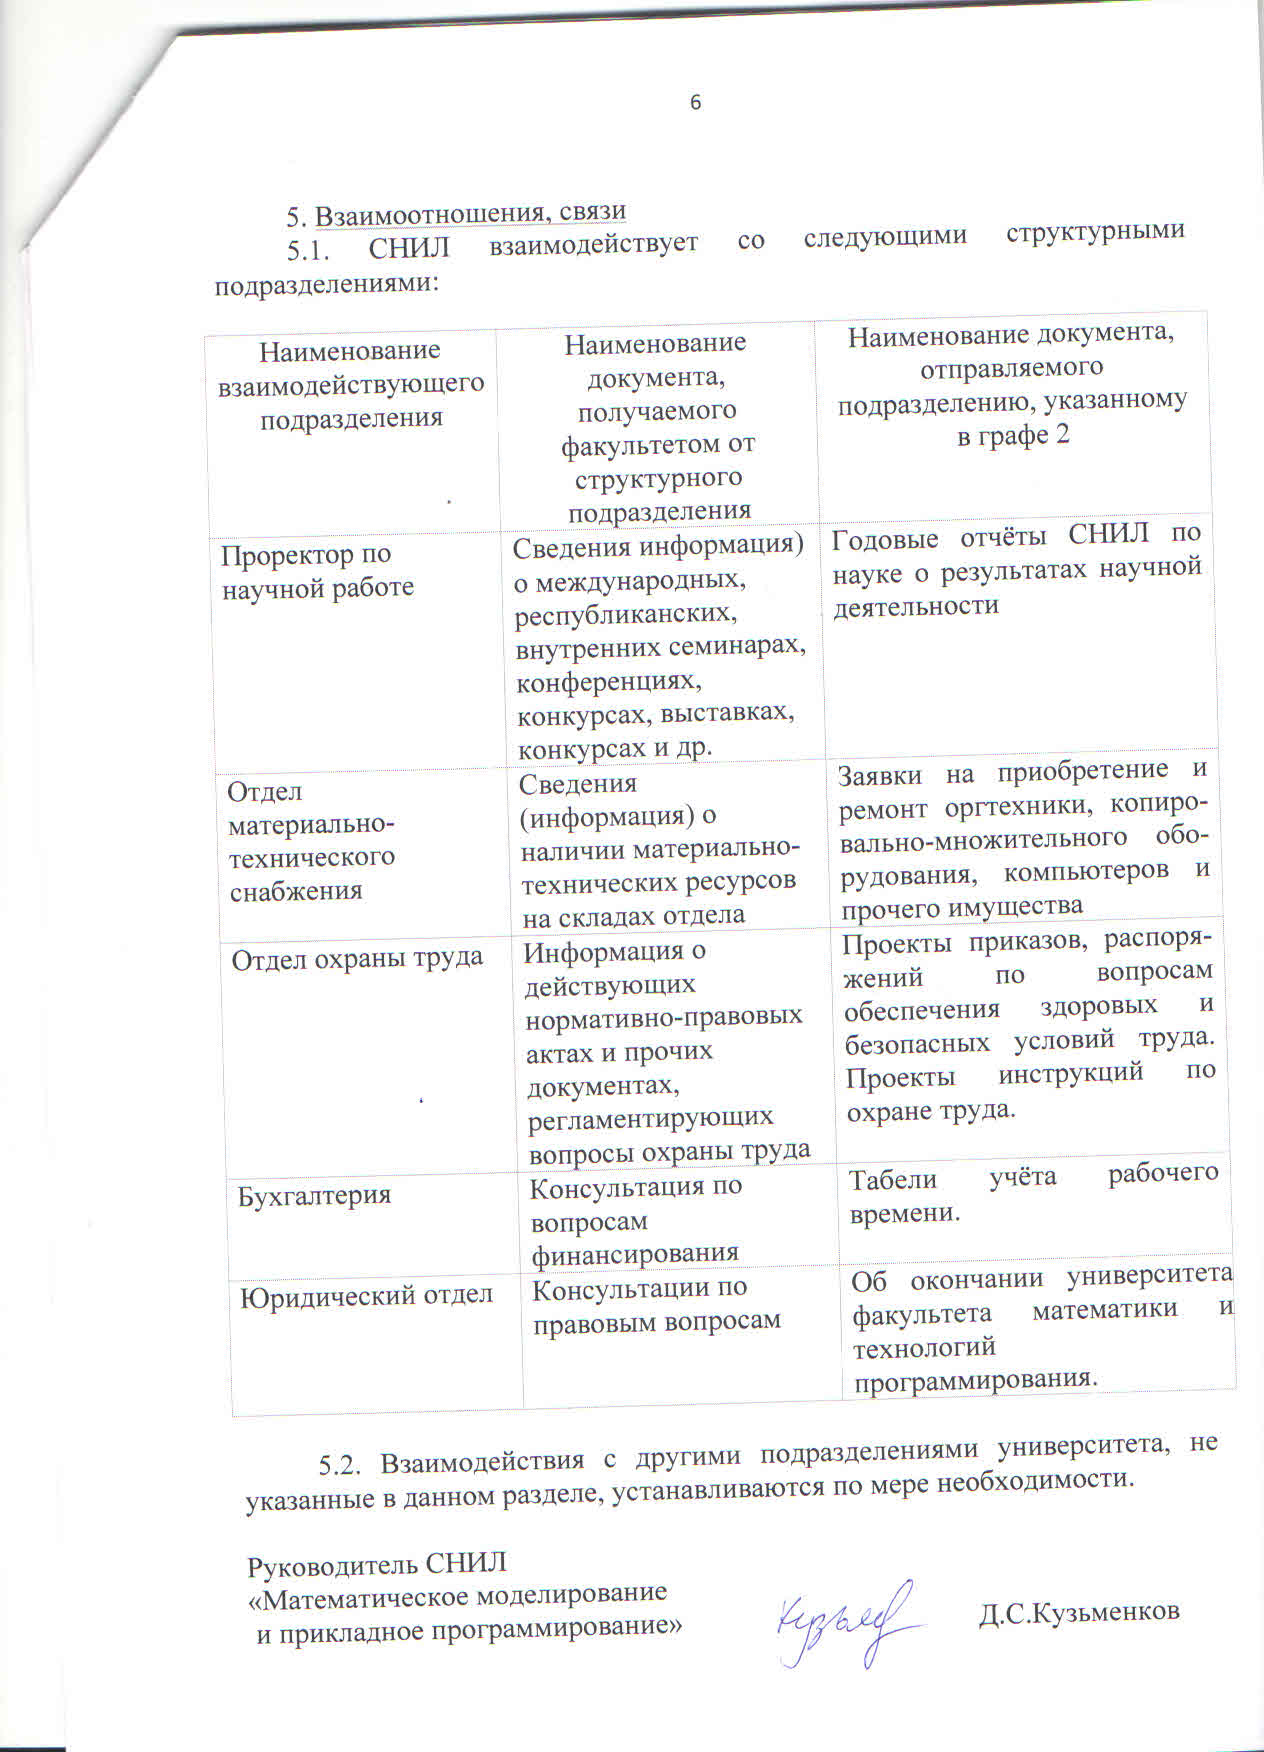 6
5. Взаимоотношения, связи
5.1. СНИЛ взаимодействует со следующими структурными
подразделениями:
Наименование
взаимодействующего
подразделения
Наименование
документа,
получаемого
факультетом от
структурного
подразделения
Наименование документа,
отправляемого
подразделению, указанному
в графе 2
Проректор по
научной работе
Сведения информация)
о международных,
республиканских,
внутренних семинарах,
конференциях,
конкурсах, выставках,
конкурсах и др.
Годовые отчёты СНИЛ по
науке о результатах научной
деятельности
Отдел
материально-
технического
снабжения
Сведения
(информация) о
наличии материально-
технических ресурсов
на складах отдела
Заявки на приобретение и
ремонт оргтехники, копиро-
вально-множительного обо-
рудования, компьютеров и
прочего имущества
Отдел охраны труда
Информация о
действующих
нормативно-правовых
актах и прочих
документах,
регламентирующих
вопросы охраны труда
Проекты приказов, распоря-
жений по вопросам
обеспечения здоровых и
безопасных условий труда.
Проекты инструкций по
охране труда.
Бухгалтерия
Консультация по
вопросам
финансирования
Табели учёта рабочего
времени.
Юридический отдел
Консультации по
правовым вопросам
Об окончании университета
факультета математики и
технологий
программирования.
5.2. Взаимодействия с другими подразделениями университета, не
указанные в данном разделе, устанавливаются по мере необходимости.
Руководитель СНИЛ
«Математическое моделирование
и прикладное программирование»
Д.С.Кузьменков